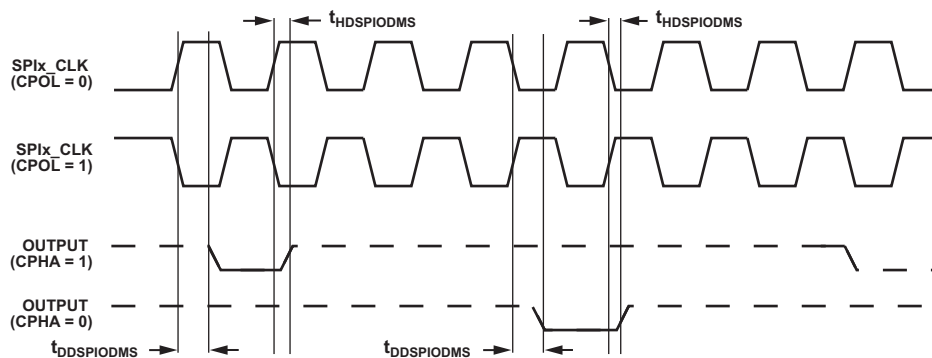 tHDSPIODMS
tHDSPIODMS
SPIx_CLK
(CPOL = 0)
SPIx_CLK
(CPOL = 1)
OUTPUT
(CPHA = 1)
OUTPUT
(CPHA = 0)
tDDSPIODMS
tDDSPIODMS